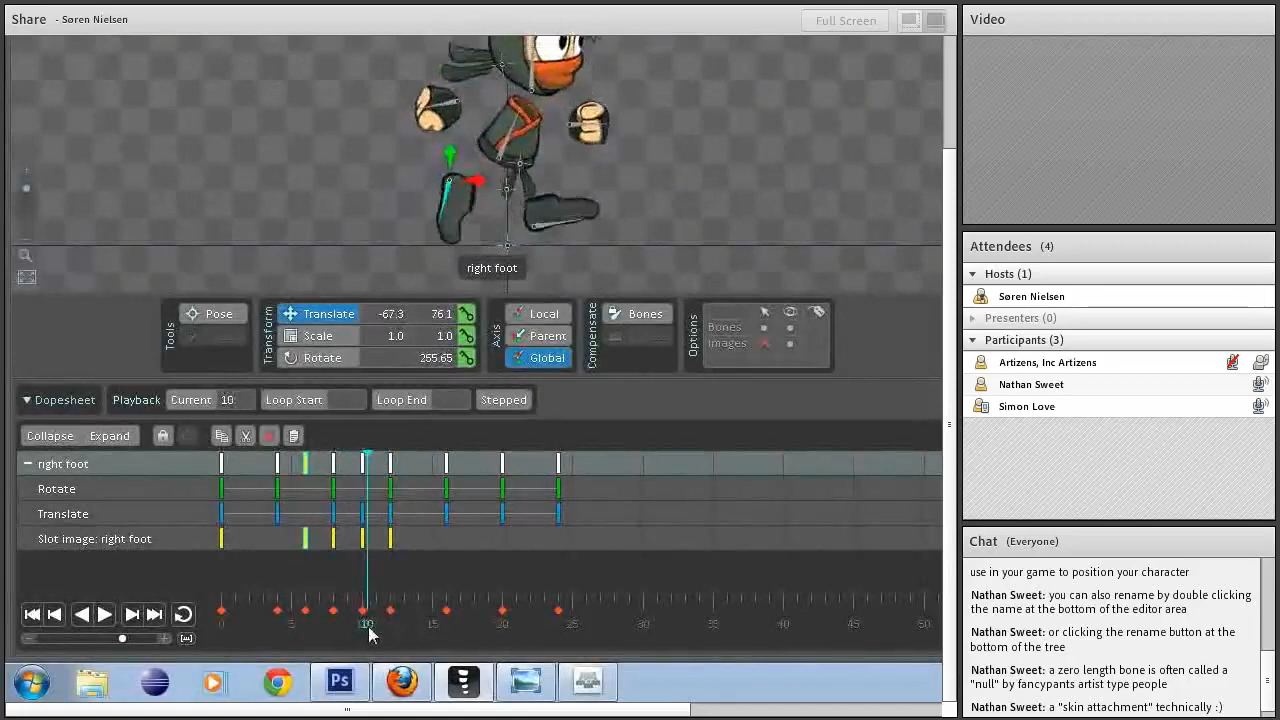 Share - Søren Nielsen
Full Screen
Video
right foot
Tools
Pose
Transform
Translate -67.3 76.1
Scale 1.0 1.0
Rotate 255.65
Axis
Local
Parent
Global
Compensate
Bones
Options
Bones
Images
Dopesheet
Playback
Current 10
Loop Start
Loop End
Stepped
Collapse
Expand
right foot
Rotate
Translate
Slot image: right foot
0 5 10 15 20 25 30 35 40 45 50
Ps
Attendees (4)
Hosts (1)
Søren Nielsen
Presenters (0)
Participants (3)
Artizens, Inc Artizens
Nathan Sweet
Simon Love
Chat (Everyone)
use in your game to position your character
Nathan Sweet: you can also rename by double clicking
the name at the bottom of the editor area
Nathan Sweet: or clicking the rename button at the
bottom of the tree
Nathan Sweet: a zero length bone is often called
"null" by fancypants artist type people
Nathan Sweet: a "skin attachment" technically :)